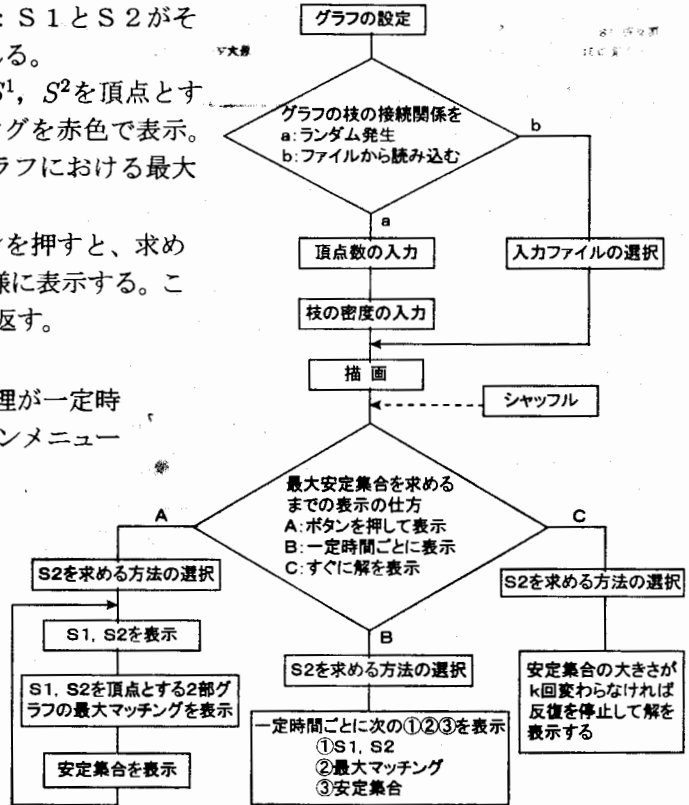 : S1とS2がそ
る。
S¹, S²を頂点とす
グを赤色で表示。
ラフにおける最大
ンを押すと、求め
様に表示する。こ
返す。
理が一定時
ンメニュー
グラフの設定
グラフの枝の接続関係を
a:ランダム発生
b:ファイルから読み込む
b
a
頂点数の入力
入力ファイルの選択
枝の密度の入力
描画
シャッフル
最大安定集合を求める
までの表示の仕方
A:ボタンを押して表示
B:一定時間ごとに表示
C:すぐに解を表示
A
C
B
S2を求める方法の選択
S1, S2を表示
S1, S2を頂点とする2部グ
ラフの最大マッチングを表示
安定集合を表示
S2を求める方法の選択
一定時間ごとに次の①②③を表示
①S1, S2
②最大マッチング
③安定集合
S2を求める方法の選択
安定集合の大きさが
k回変わらなければ
反復を停止して解を
表示する